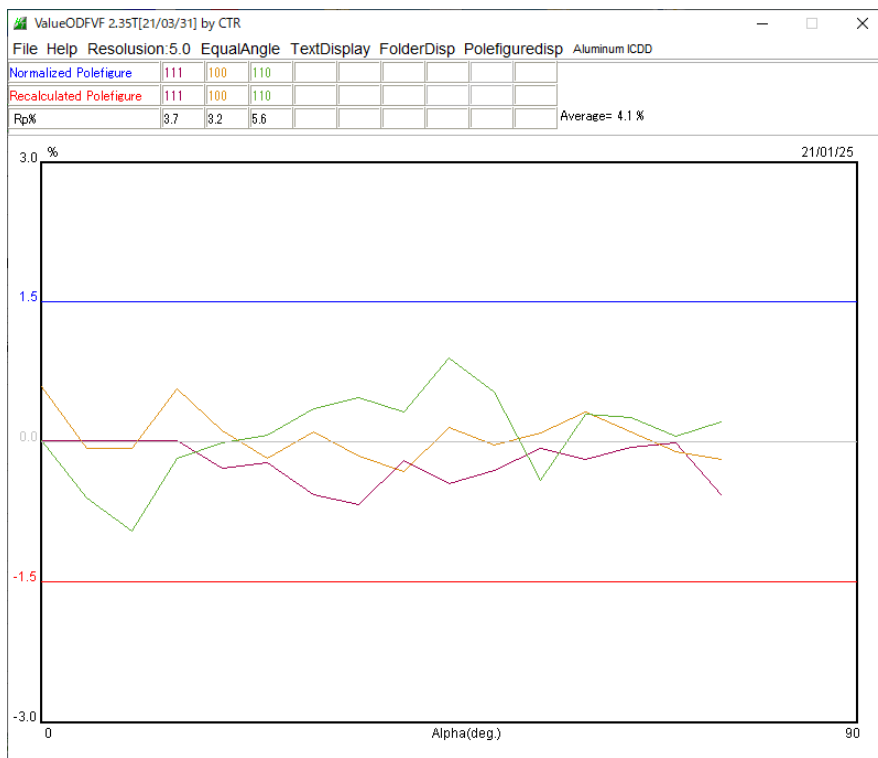 ValueODFVF 2.35T[21/03/31] by CTR
File Help Resolusion:5.0 EqualAngle TextDisplay FolderDisp Polefiguredisp Aluminum ICDD
Normalized Polefigure 111 100 110
Recalculated Polefigure 111 100 110
Rp% 3.7 3.2 5.6 Average= 4.1 %
3.0 % 21/01/25
1.5
0.0
-1.5
-3.0
0 Alpha(deg.) 90